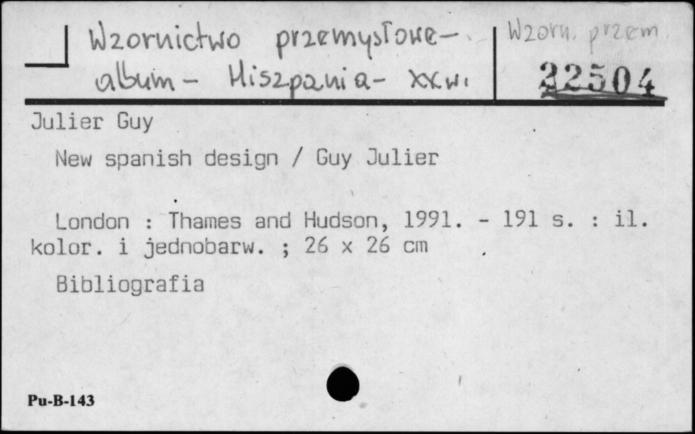 Wzornictwo przemysłowe-
Wzorn. przem.
album - Hiszpania - XX w.
22504
Julier Guy
New spanish design / Guy Julier
London : Thames and Hudson, 1991. - 191 s. : il.
kolor. i jednobarw. ; 26 x 26 cm
Bibliografia
Pu-B-143